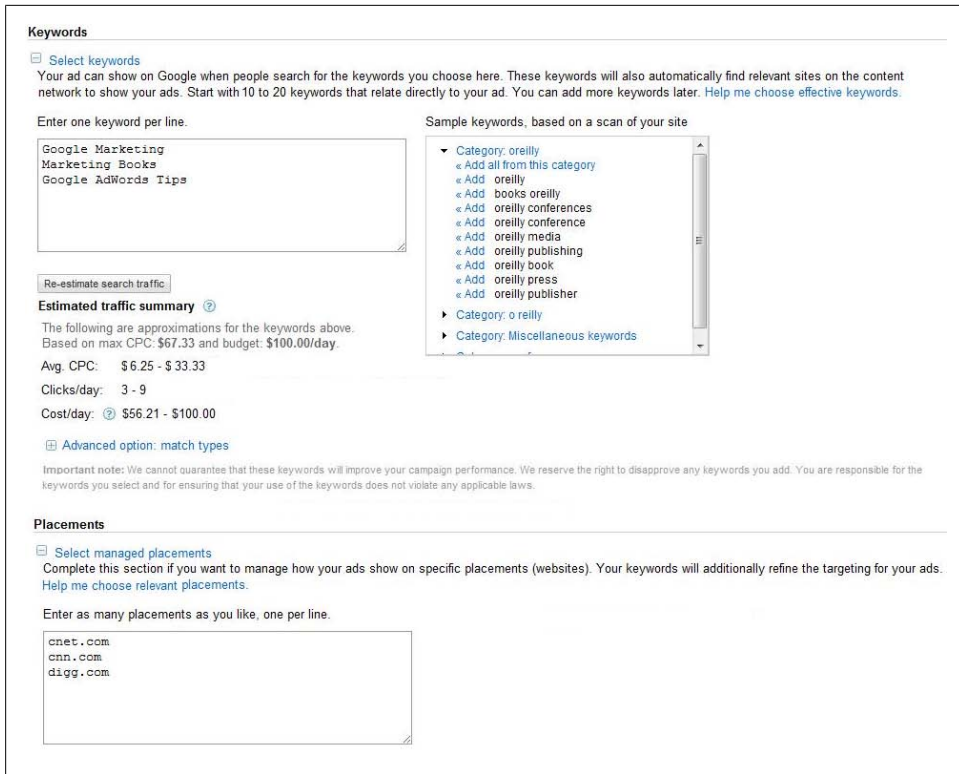 Keywords
Select keywords
Your ad can show on Google when people search for the keywords you choose here. These keywords will also automatically find relevant sites on the content
network to show your ads. Start with 10 to 20 keywords that relate directly to your ad. You can add more keywords later. Help me choose effective keywords.
Enter one keyword per line.
Google Marketing
Marketing Books
Google AdWords Tips
Sample keywords, based on a scan of your site
Category: oreilly
« Add all from this category
« Add oreilly
« Add books oreilly
« Add oreilly conferences
« Add oreilly conference
« Add oreilly media
« Add oreilly publishing
« Add oreilly book
« Add oreilly press
« Add oreilly publisher
Category: o reilly
Category: Miscellaneous keywords
Re-estimate search traffic
Estimated traffic summary ?
The following are approximations for the keywords above.
Based on max CPC: $67.33 and budget: $100.00/day.
Avg. CPC: $6.25 - $33.33
Clicks/day: 3 - 9
Cost/day: ? $56.21 - $100.00
Advanced option: match types
Important note: We cannot guarantee that these keywords will improve your campaign performance. We reserve the right to disapprove any keywords you add. You are responsible for the
keywords you select and for ensuring that your use of the keywords does not violate any applicable laws.
Placements
Select managed placements
Complete this section if you want to manage how your ads show on specific placements (websites). Your keywords will additionally refine the targeting for your ads.
Help me choose relevant placements.
Enter as many placements as you like, one per line.
cnet.com
cnn.com
digg.com